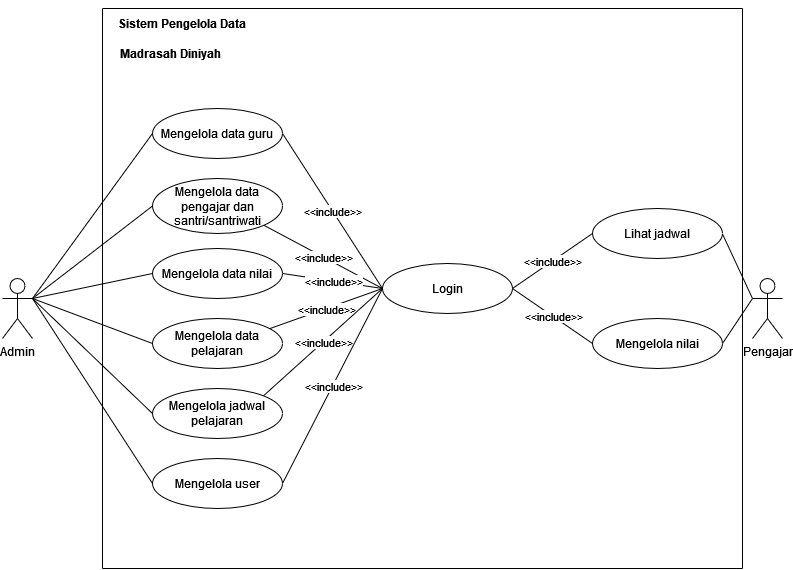 Sistem Pengelola Data
Madrasah Diniyah
Mengelola data guru
Mengelola data
pengajar dan
santri/santriwati
<<include>>
Lihat jadwal
<<include>>
<<include>>
Mengelola data nilai
<<include>>
Login
<<include>>
<<include>>
Mengelola data
pelajaran
<<include>>
Mengelola nilai
Admin
Pengajar
<<include>>
Mengelola jadwal
pelajaran
Mengelola user